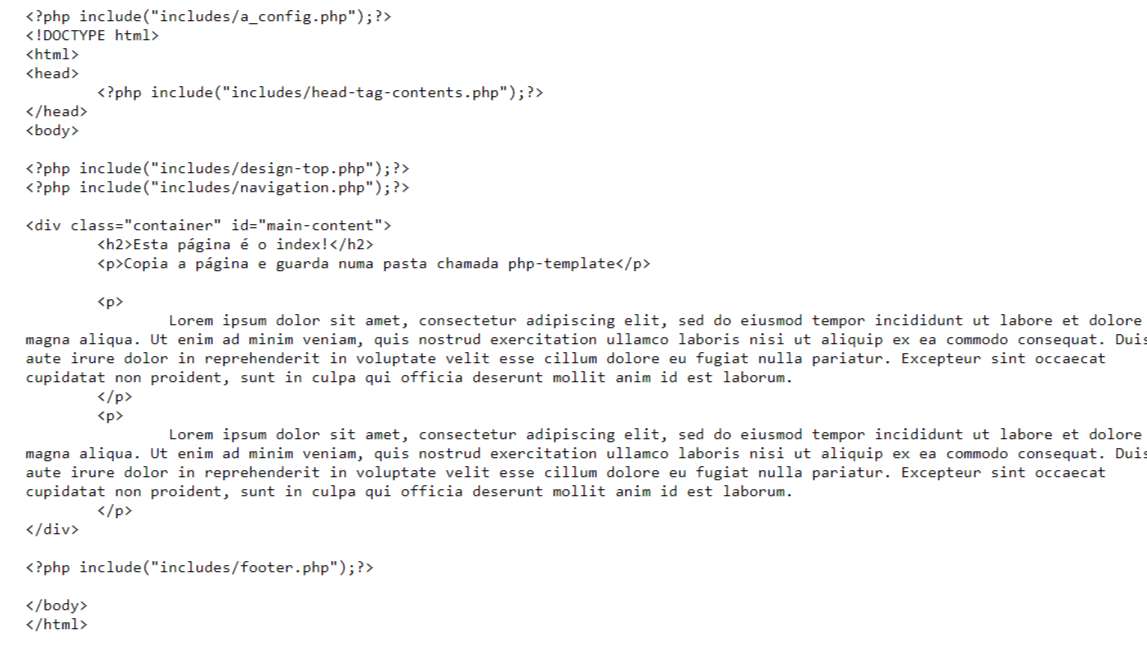 <?php include("includes/a_config.php");?>
<!DOCTYPE html>
<html>
<head>
<?php include("includes/head-tag-contents.php");?>
</head>
<body>
<?php include("includes/design-top.php");?>
<?php include("includes/navigation.php");?>
<div class="container" id="main-content">
<h2>Esta página é o index!</h2>
<p>Copia a página e guarda numa pasta chamada php-template</p>
<p>
Lorem ipsum dolor sit amet, consectetur adipiscing elit, sed do eiusmod tempor incididunt ut labore et dolore
magna aliqua. Ut enim ad minim veniam, quis nostrud exercitation ullamco laboris nisi ut aliquip ex ea commodo consequat. Duis
aute irure dolor in reprehenderit in voluptate velit esse cillum dolore eu fugiat nulla pariatur. Excepteur sint occaecat
cupidatat non proident, sunt in culpa qui officia deserunt mollit anim id est laborum.
</p>
<p>
Lorem ipsum dolor sit amet, consectetur adipiscing elit, sed do eiusmod tempor incididunt ut labore et dolore
magna aliqua. Ut enim ad minim veniam, quis nostrud exercitation ullamco laboris nisi ut aliquip ex ea commodo consequat. Duis
aute irure dolor in reprehenderit in voluptate velit esse cillum dolore eu fugiat nulla pariatur. Excepteur sint occaecat
cupidatat non proident, sunt in culpa qui officia deserunt mollit anim id est laborum.
</p>
</div>
<?php include("includes/footer.php");?>
</body>
</html>